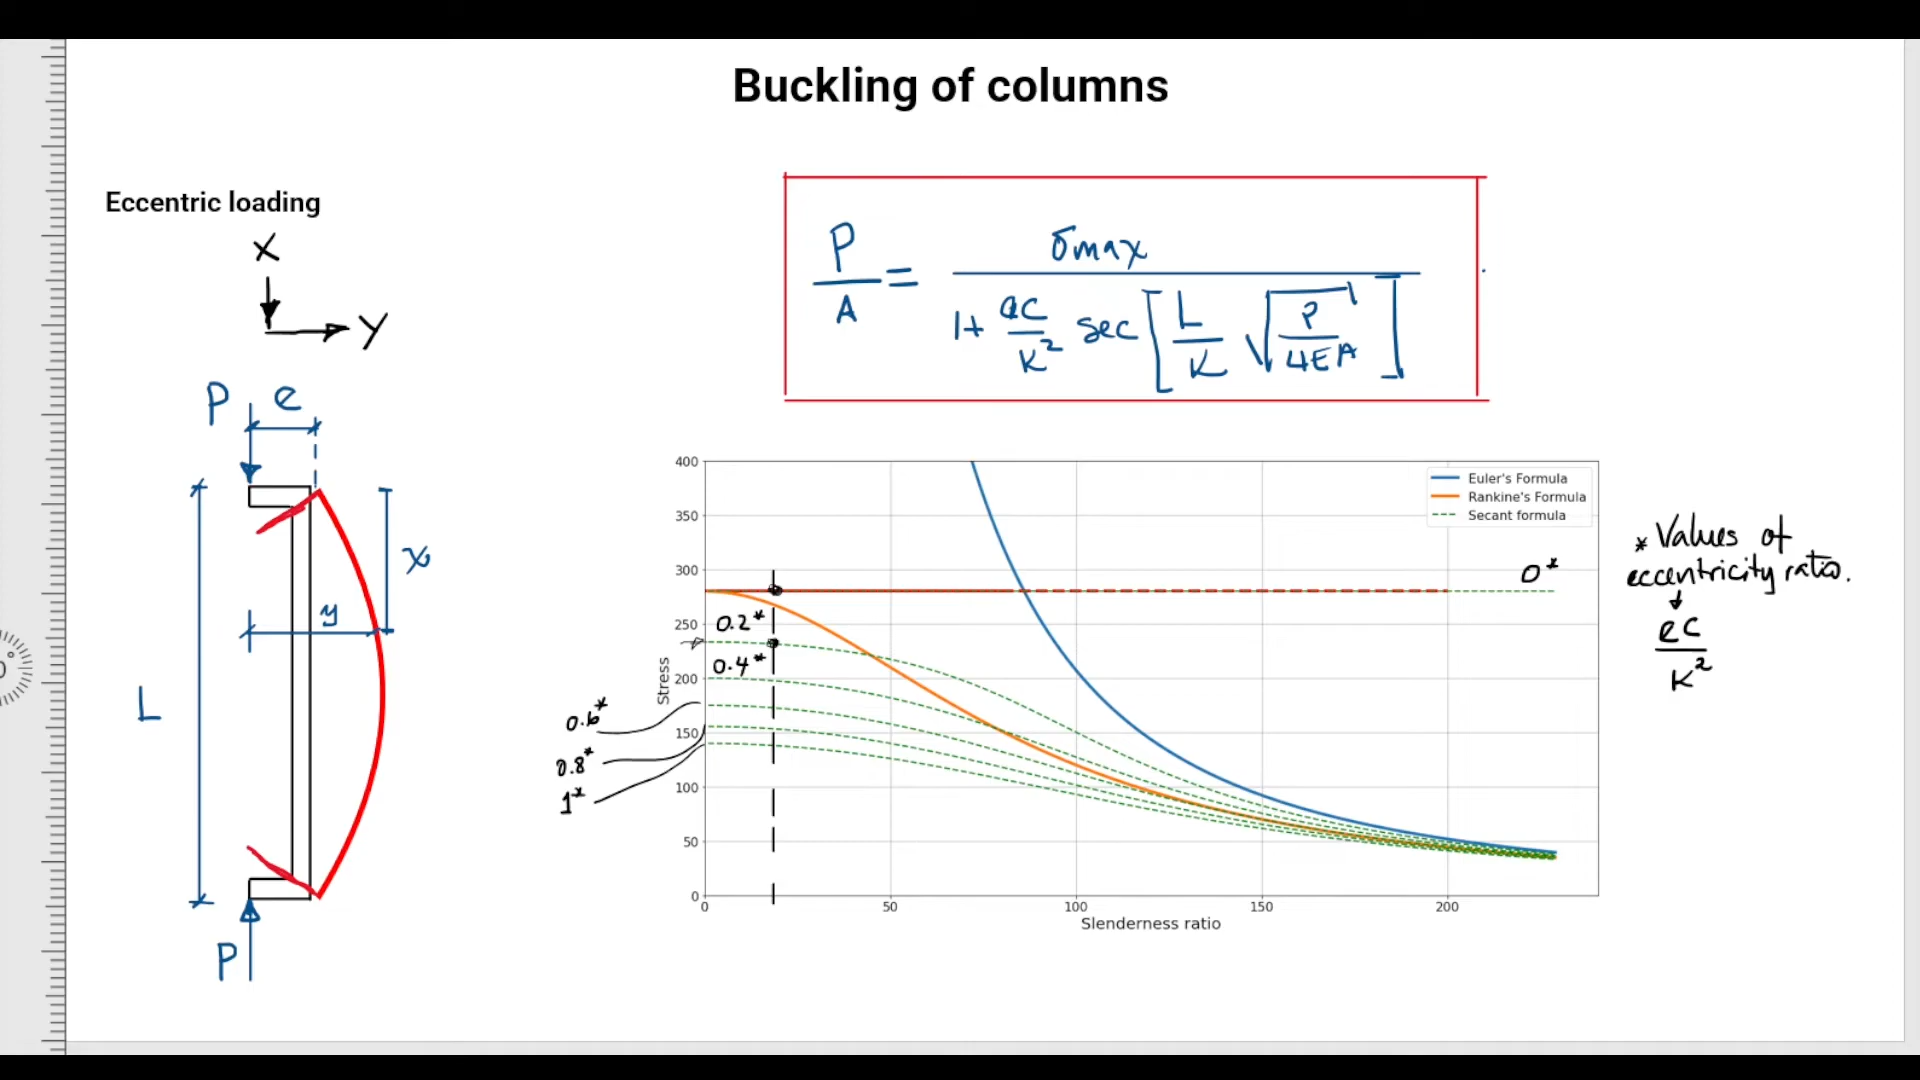 Buckling of columns
Eccentric loading
X
Y
P e
x
y
L
P
P/A = σmax / 1+ ec/K² sec [L/K √P/4EA]
400
350
300
250
200
150
100
50
0
Stress
0 50 100 150 200
Slenderness ratio
Euler's Formula
Rankine's Formula
Secant formula
0*
0.2*
0.4*
0.6*
0.8*
1*
* Values of
eccentricity ratio.
ec
K²